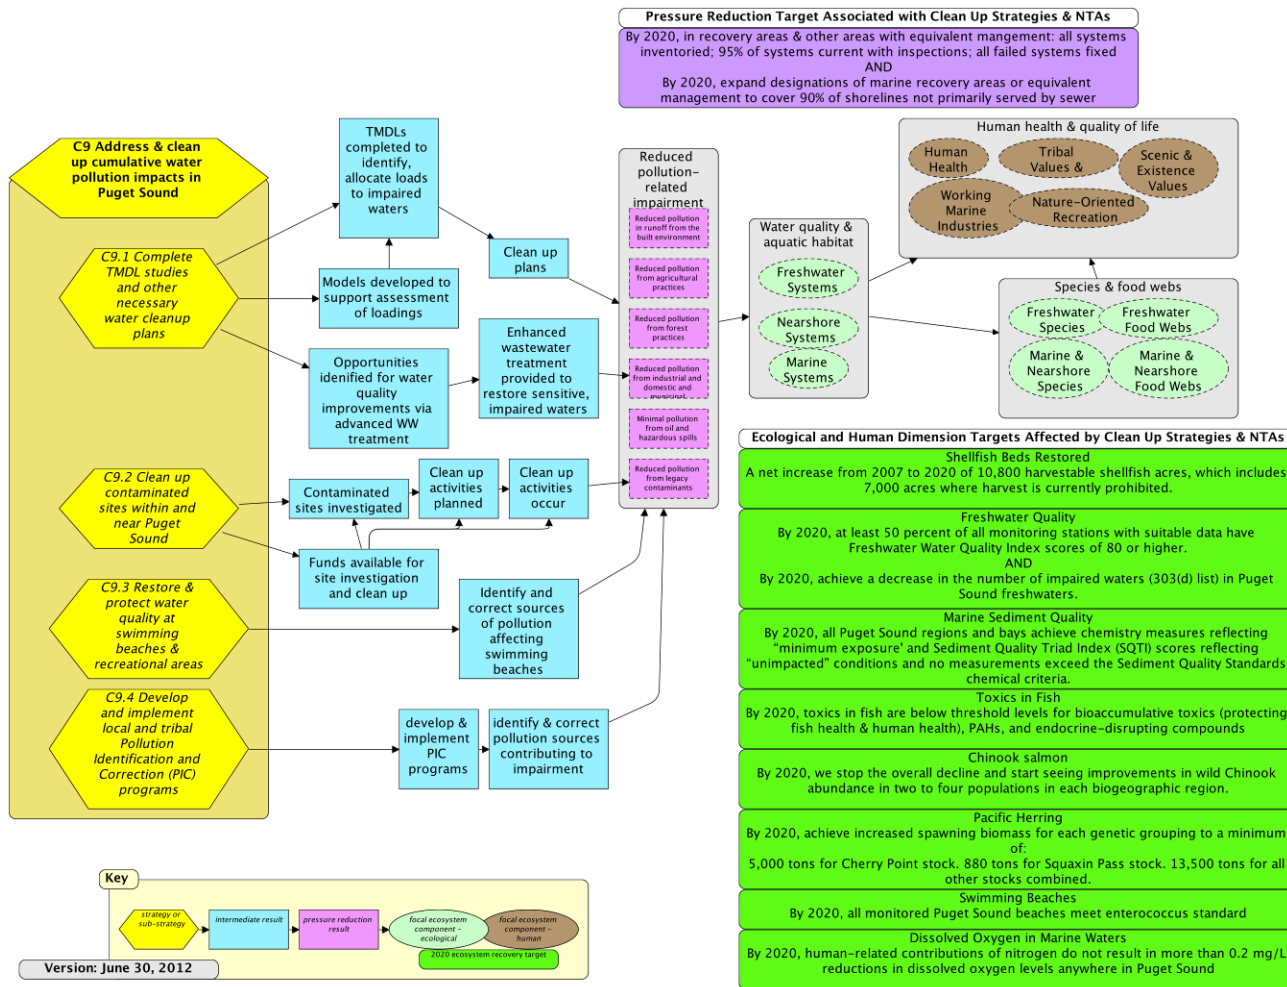 Pressure Reduction Target Associated with Clean Up Strategies & NTAs
By 2020, in recovery areas & other areas with equivalent mangement: all systems
inventoried; 95% of systems current with inspections; all failed systems fixed
AND
By 2020, expand designations of marine recovery areas or equivalent
management to cover 90% of shorelines not primarily served by sewer
C9 Address & clean
up cumulative water
pollution impacts in
Puget Sound
C9.1 Complete
TMDL studies
and other
necessary
water cleanup
plans
C9.2 Clean up
contaminated
sites within and
near Puget
Sound
C9.3 Restore &
protect water
quality at
swimming
beaches &
recreational areas
C9.4 Develop
and implement
local and tribal
Pollution
Identification and
Correction (PIC)
programs
TMDLs
completed to
identify,
allocate loads
to impaired
waters
Models developed to
support assessment
of loadings
Clean up
plans
Opportunities
idenified for water
quality
improvements via
advanced WW
treatment
Enhanced
wastewater
treatment
provided to
restore sensitive,
impaired waters
Contaminated
sites investigated
Clean up
activities
planned
Clean up
activities
occur
Funds available for
site investigation
and clean up
Identify and
correct sources
of pollution
affecting
swimming
beaches
develop &
implement
PIC
programs
identify & correct
pollution sources
contributing to
impairment
Reduced
pollution-
related
impairment
Reduced pollution
in runoff from the
built environment
Reduced pollution
from agricultural
practices
Reduced pollution
from forest
practices
Reduced pollution
from industrial and
domestic and
municipal
Minimal pollution
from oil and
hazardous spills
Reduced pollution
from legacy
contaminants
Water quality &
aquatic habitat
Freshwater
Systems
Nearshore
Systems
Marine
Systems
Human health & quality of life
Human
Health
Tribal
Values &
Scenic &
Existence
Values
Working
Marine
Industries
Nature-Oriented
Recreation
Species & food webs
Freshwater
Species
Freshwater
Food Webs
Marine &
Nearshore
Species
Marine &
Nearshore
Food Webs
Ecological and Human Dimension Targets Affected by Clean Up Strategies & NTAs
Shellfish Beds Restored
A net increase from 2007 to 2020 of 10,800 harvestable shellfish acres, which includes
7,000 acres where harvest is currently prohibited.
Freshwater Quality
By 2020, at least 50 percent of all monitoring stations with suitable data have
Freshwater Water Quality Index scores of 80 or higher.
AND
By 2020, achieve a decrease in the number of impaired waters (303(d) list) in Puget
Sound freshwaters.
Marine Sediment Quality
By 2020, all Puget Sound regions and bays achieve chemistry measures reflecting
"minimum exposure' and Sediment Quality Triad Index (SQTI) scores reflecting
"unimpacted" conditions and no measurements exceed the Sediment Quality Standards
chemical criteria.
Toxics in Fish
By 2020, toxics in fish are below threshold levels for bioaccumulative toxics (protecting
fish health & human health), PAHs, and endocrine-disrupting compounds
Chinook salmon
By 2020, we stop the overall decline and start seeing improvements in wild Chinook
abundance in two to four populations in each biogeographic region.
Pacific Herring
By 2020, achieve increased spawning biomass for each genetic grouping to a minimum
of:
5,000 tons for Cherry Point stock. 880 tons for Squaxin Pass stock. 13,500 tons for all
other stocks combined.
Swimming Beaches
By 2020, all monitored Puget Sound beaches meet enterococcus standard
Dissolved Oxygen in Marine Waters
By 2020, human-related contributions of nitrogen do not result in more than 0.2 mg/L
reductions in dissolved oxygen levels anywhere in Puget Sound
Key
strategy or
sub-strategy
intermediate result
pressure reduction
result
focal ecosystem
component -
ecological
focal ecosystem
component -
human
2020 ecosystem recovery target
Version: June 30, 2012